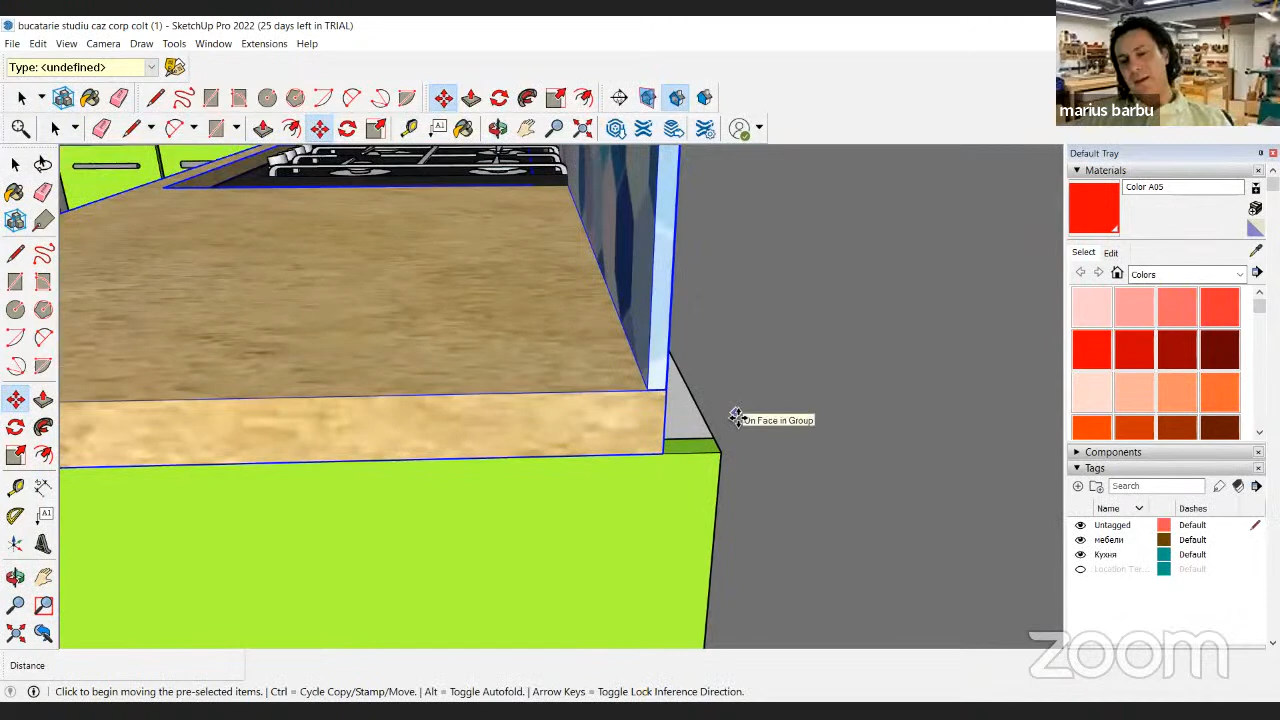 bucatarie studiu caz corp colt (1) - SketchUp Pro 2022 (25 days left in TRIAL)
File Edit View Camera Draw Tools Window Extensions Help
Type: <undefined>
marius barbu
Default Tray
Materials
Color A05
Select Edit
Colors
On Face in Group
Components
Tags
Search
Name Dashes
Untagged Default
мебели Default
Кухня Default
Location Ter... Default
zoom
Distance
Click to begin moving the pre-selected items. | Ctrl = Cycle Copy/Stamp/Move. | Alt = Toggle Autofold. | Arrow Keys = Toggle Lock Inference Direction.